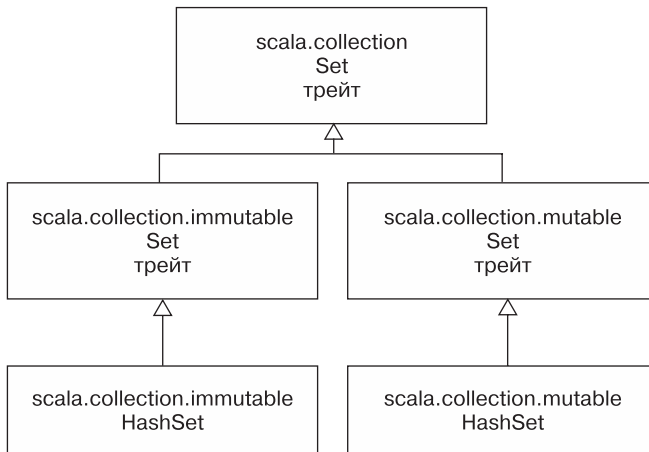 scala.collection
Set
трейт
scala.collection.immutable
Set
трейт
scala.collection.mutable
Set
трейт
scala.collection.immutable
HashSet
scala.collection.mutable
HashSet